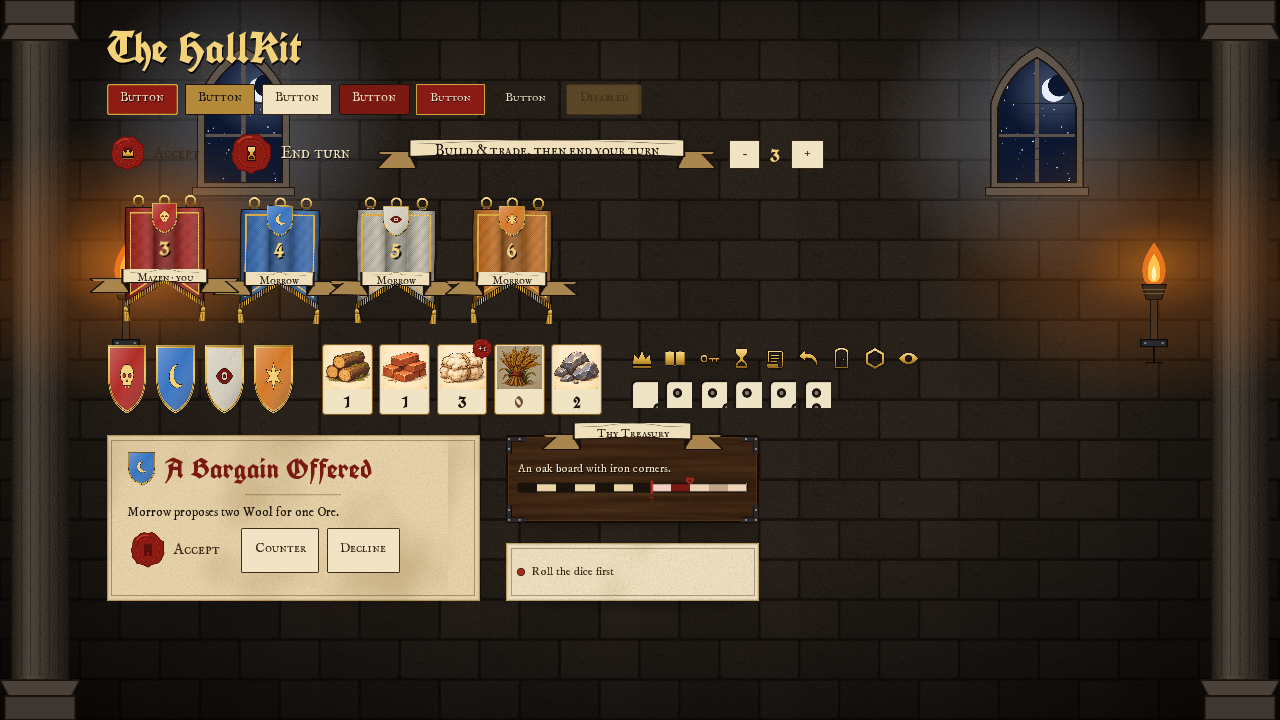 The HallKit
Button Button Button Button Button Button Disabled
Accept End turn Build & trade, then end your turn - 3 +
3 4 5 6
Mazen · you Morrow Morrow Morrow
+1
1 1 3 0 2
Thy Treasury
A Bargain Offered
An oak board with iron corners.
Morrow proposes two Wool for one Ore.
Accept Counter Decline
Roll the dice first